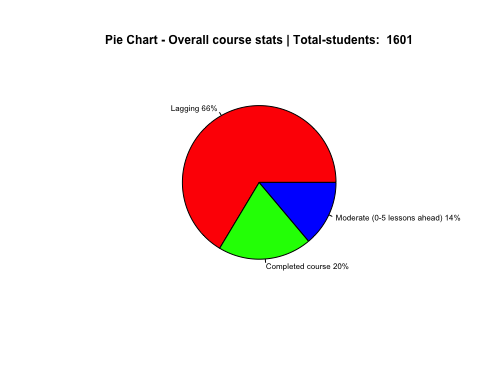 Pie Chart - Overall course stats | Total-students:  1601
Lagging 66%
Moderate (0-5 lessons ahead) 14%
Completed course 20%